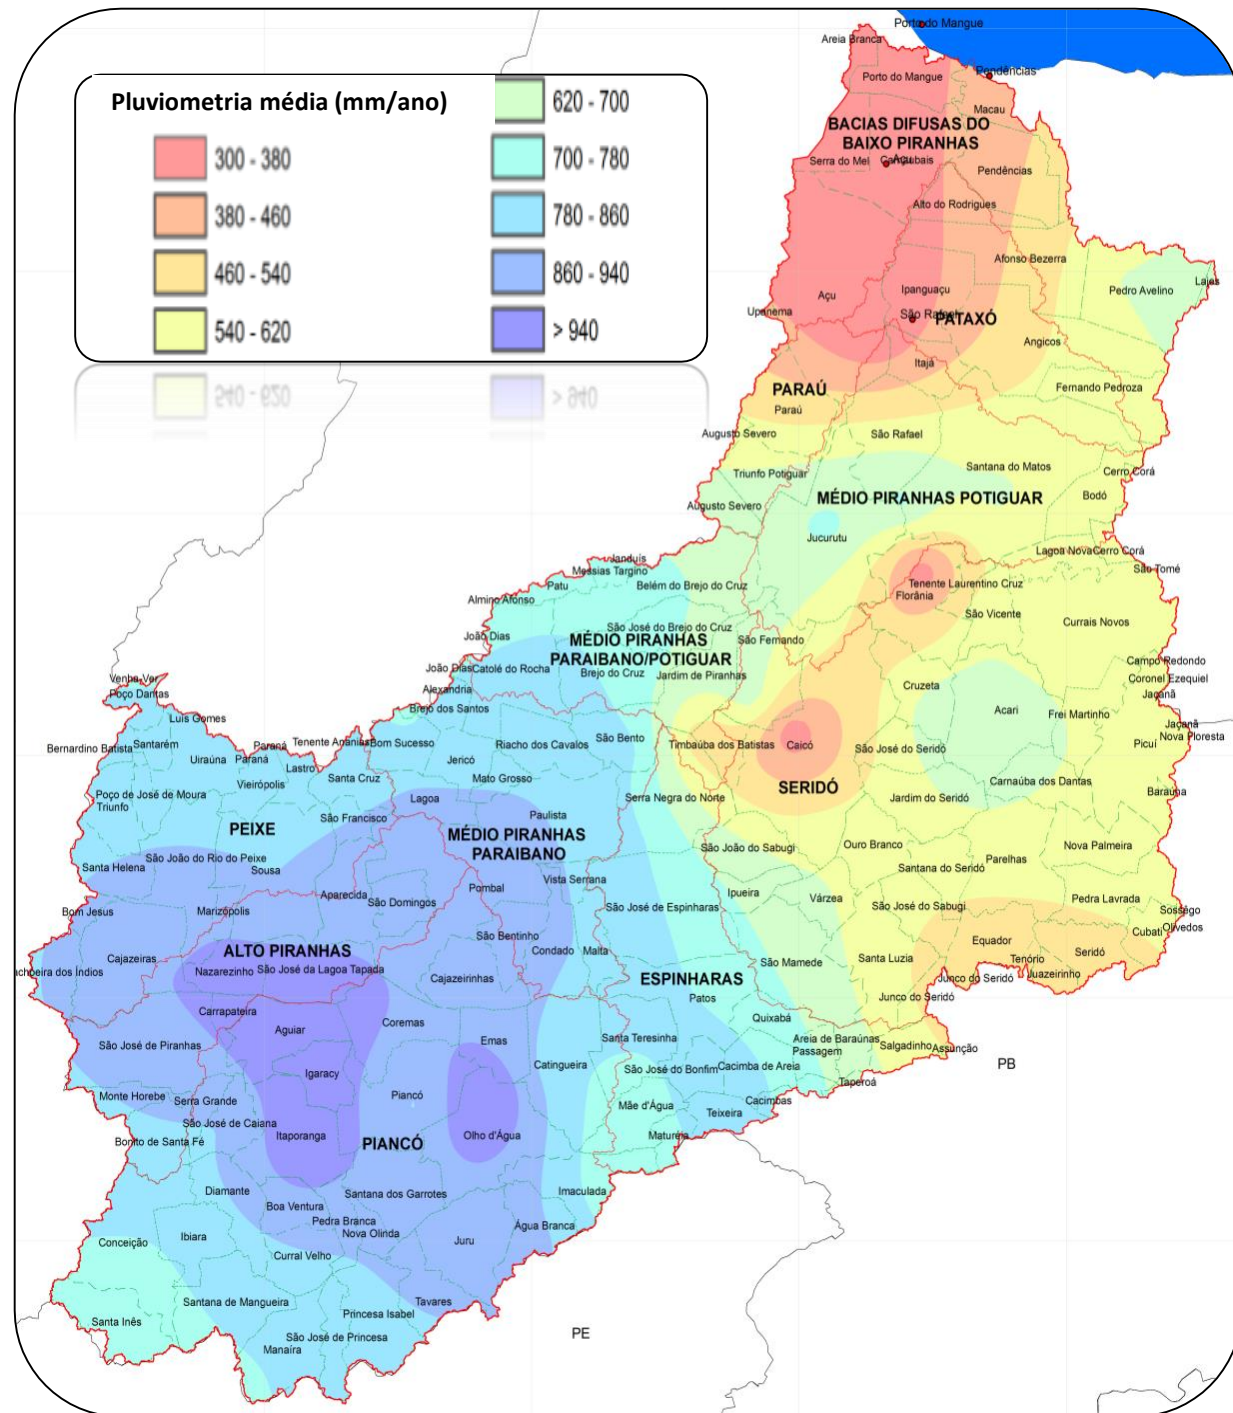 Porto do Mangue
Areia Branca
Pendências
Porto do Mangue
Pluviometria média (mm/ano)
620 - 700
300 - 380
700 - 780
380 - 460
780 - 860
460 - 540
860 - 940
540 - 620
> 940
540 - 620
> 940
Macau
BACIAS DIFUSAS DO
BAIXO PIRANHAS
Serra do Mel
Carnaubais
Açu
Pendências
Alto do Rodrigues
Afonso Bezerra
Lajes
Pedro Avelino
Açu
Ipanguaçu
Upanema
São Rafael
PATAXÓ
Angicos
Itajá
PARAÚ
Fernando Pedroza
Paraú
Augusto Severo
São Rafael
Triunfo Potiguar
Santana do Matos
Cerro Corá
MÉDIO PIRANHAS POTIGUAR
Bodó
Augusto Severo
Jucurutu
Lagoa Nova
Cerro Corá
Janduís
Messias Targino
São Tomé
Patu
Belém do Brejo do Cruz
Tenente Laurentino Cruz
Florânia
Almino Afonso
São Vicente
Currais Novos
São José do Brejo do Cruz
João Dias
MÉDIO PIRANHAS
PARAIBANO/POTIGUAR
São Fernando
Campo Redondo
João Dias
Catolé do Rocha
Brejo do Cruz
Jardim de Piranhas
Coronel Ezequiel
Venha-Ver
Poço Dantas
Alexandria
Cruzeta
Jaçanã
Brejo dos Santos
Acari
Frei Martinho
Luís Gomes
Jaçanã
Nova Floresta
Bernardino Batista
Santarém
Paraná
Tenente Ananias
Bom Sucesso
Riacho dos Cavalos
São Bento
Timbaúba dos Batistas
Caicó
São José do Seridó
Picuí
Uiraúna
Paraná
Jericó
Lastro
Santa Cruz
Mato Grosso
Vieirópolis
Carnaúba dos Dantas
SERIDÓ
Baraúna
Poço de José de Moura
Triunfo
Lagoa
Serra Negra do Norte
Jardim do Seridó
São Francisco
Paulista
PEIXE
MÉDIO PIRANHAS
PARAIBANO
São João do Sabugi
Ouro Branco
Nova Palmeira
São João do Rio do Peixe
Parelhas
Santa Helena
Sousa
Santana do Seridó
Vista Serrana
Pombal
Aparecida
Ipueira
Várzea
São Domingos
Pedra Lavrada
Bom Jesus
Marizópolis
São José de Espinharas
São José do Sabugi
Sossêgo
Olivedos
Cubati
São Bentinho
Equador
ALTO PIRANHAS
Condado
Malta
Seridó
Cajazeiras
Santa Luzia
Tenório
São Mamede
achoeira dos Índios
Nazarezinho
São José da Lagoa Tapada
Cajazeirinhas
ESPINHARAS
Junco do Seridó
Juazeirinho
Patos
Junco do Seridó
Carrapateira
Quixabá
Coremas
Aguiar
Emas
Santa Teresinha
Areia de Baraúnas
Passagem
Salgadinho
Assunção
São José de Piranhas
Catingueira
PB
Igaracy
São José do Bonfim
Cacimba de Areia
Taperoá
Monte Horebe
Serra Grande
Piancó
Mãe d'Água
Cacimbas
Teixeira
São José de Caiana
Itaporanga
Olho d'Água
Maturéia
Bonito de Santa Fé
PIANCÓ
Diamante
Santana dos Garrotes
Imaculada
Boa Ventura
Pedra Branca
Nova Olinda
Água Branca
Conceição
Ibiara
Juru
Curral Velho
Santana de Mangueira
Tavares
Princesa Isabel
Santa Inês
São José de Princesa
PE
Manaíra